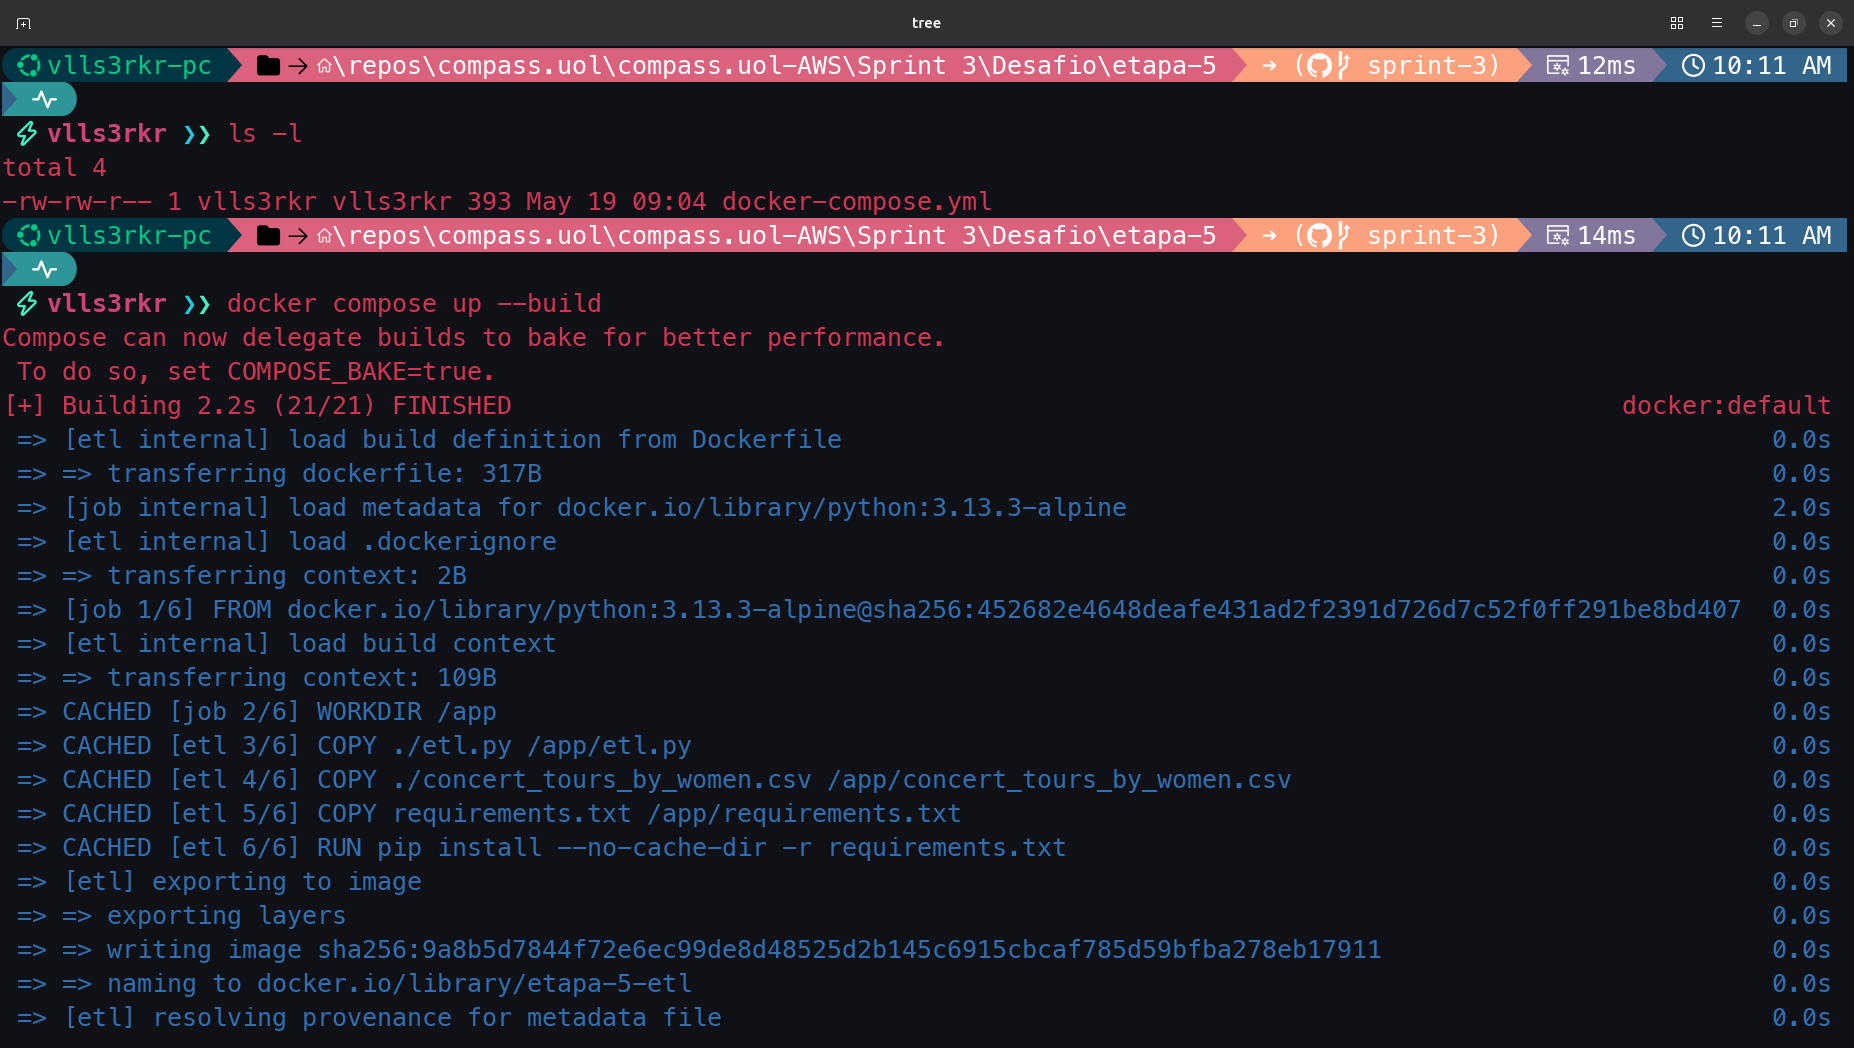 tree
vlls3rkr-pc → \repos\compass.uol\compass.uol-AWS\Sprint 3\Desafio\etapa-5 → ( sprint-3) 12ms 10:11 AM
vlls3rkr ❯❯ ls -l
total 4
-rw-rw-r-- 1 vlls3rkr vlls3rkr 393 May 19 09:04 docker-compose.yml
vlls3rkr-pc → \repos\compass.uol\compass.uol-AWS\Sprint 3\Desafio\etapa-5 → ( sprint-3) 14ms 10:11 AM
vlls3rkr ❯❯ docker compose up --build
Compose can now delegate builds to bake for better performance.
 To do so, set COMPOSE_BAKE=true.
[+] Building 2.2s (21/21) FINISHED docker:default
 => [etl internal] load build definition from Dockerfile 0.0s
 => => transferring dockerfile: 317B 0.0s
 => [job internal] load metadata for docker.io/library/python:3.13.3-alpine 2.0s
 => [etl internal] load .dockerignore 0.0s
 => => transferring context: 2B 0.0s
 => [job 1/6] FROM docker.io/library/python:3.13.3-alpine@sha256:452682e4648deafe431ad2f2391d726d7c52f0ff291be8bd407 0.0s
 => [etl internal] load build context 0.0s
 => => transferring context: 109B 0.0s
 => CACHED [job 2/6] WORKDIR /app 0.0s
 => CACHED [etl 3/6] COPY ./etl.py /app/etl.py 0.0s
 => CACHED [etl 4/6] COPY ./concert_tours_by_women.csv /app/concert_tours_by_women.csv 0.0s
 => CACHED [etl 5/6] COPY requirements.txt /app/requirements.txt 0.0s
 => CACHED [etl 6/6] RUN pip install --no-cache-dir -r requirements.txt 0.0s
 => [etl] exporting to image 0.0s
 => => exporting layers 0.0s
 => => writing image sha256:9a8b5d7844f72e6ec99de8d48525d2b145c6915cbcaf785d59bfba278eb17911 0.0s
 => => naming to docker.io/library/etapa-5-etl 0.0s
 => [etl] resolving provenance for metadata file 0.0s